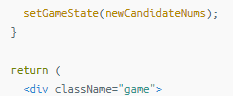 setGameState(newCandidateNums);
}
return (
<div className="game">